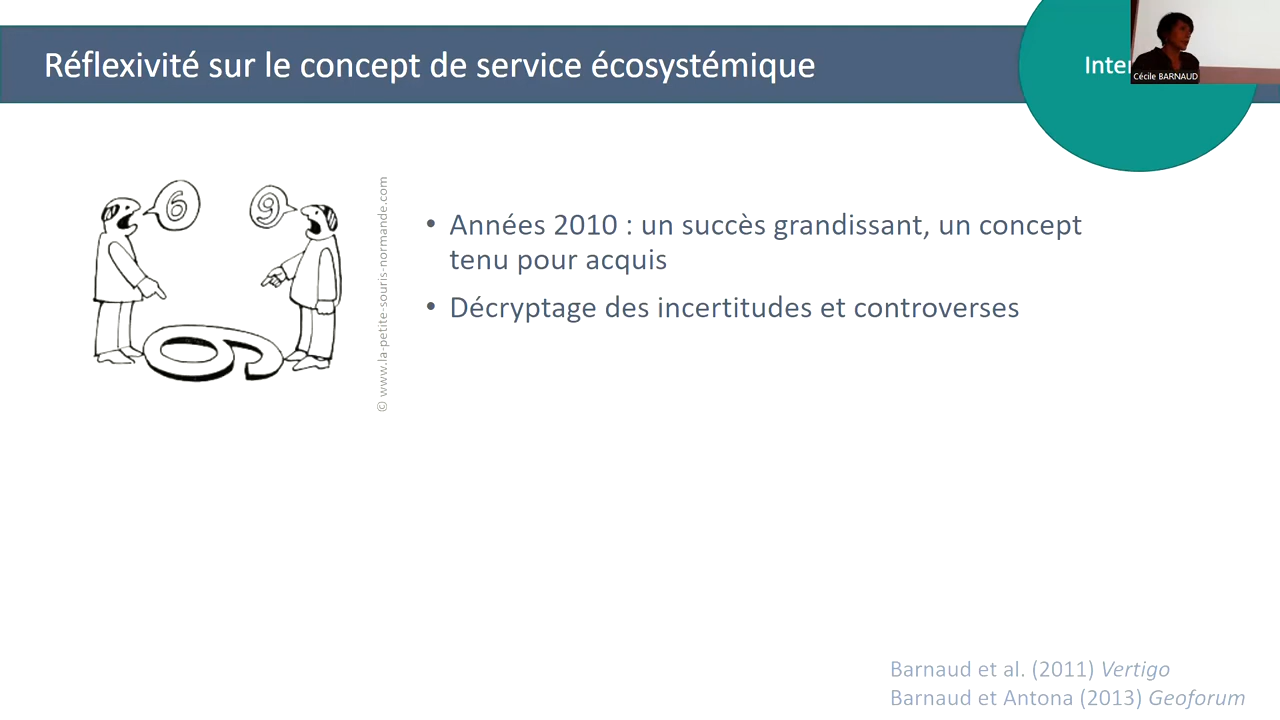 Réflexivité sur le concept de service écosystémique
Cécile BARNAUD
6
9
© www.la-petite-souris-normande.com
• Années 2010 : un succès grandissant, un concept
tenu pour acquis
• Décryptage des incertitudes et controverses
Barnaud et al. (2011) Vertigo
Barnaud et Antona (2013) Geoforum